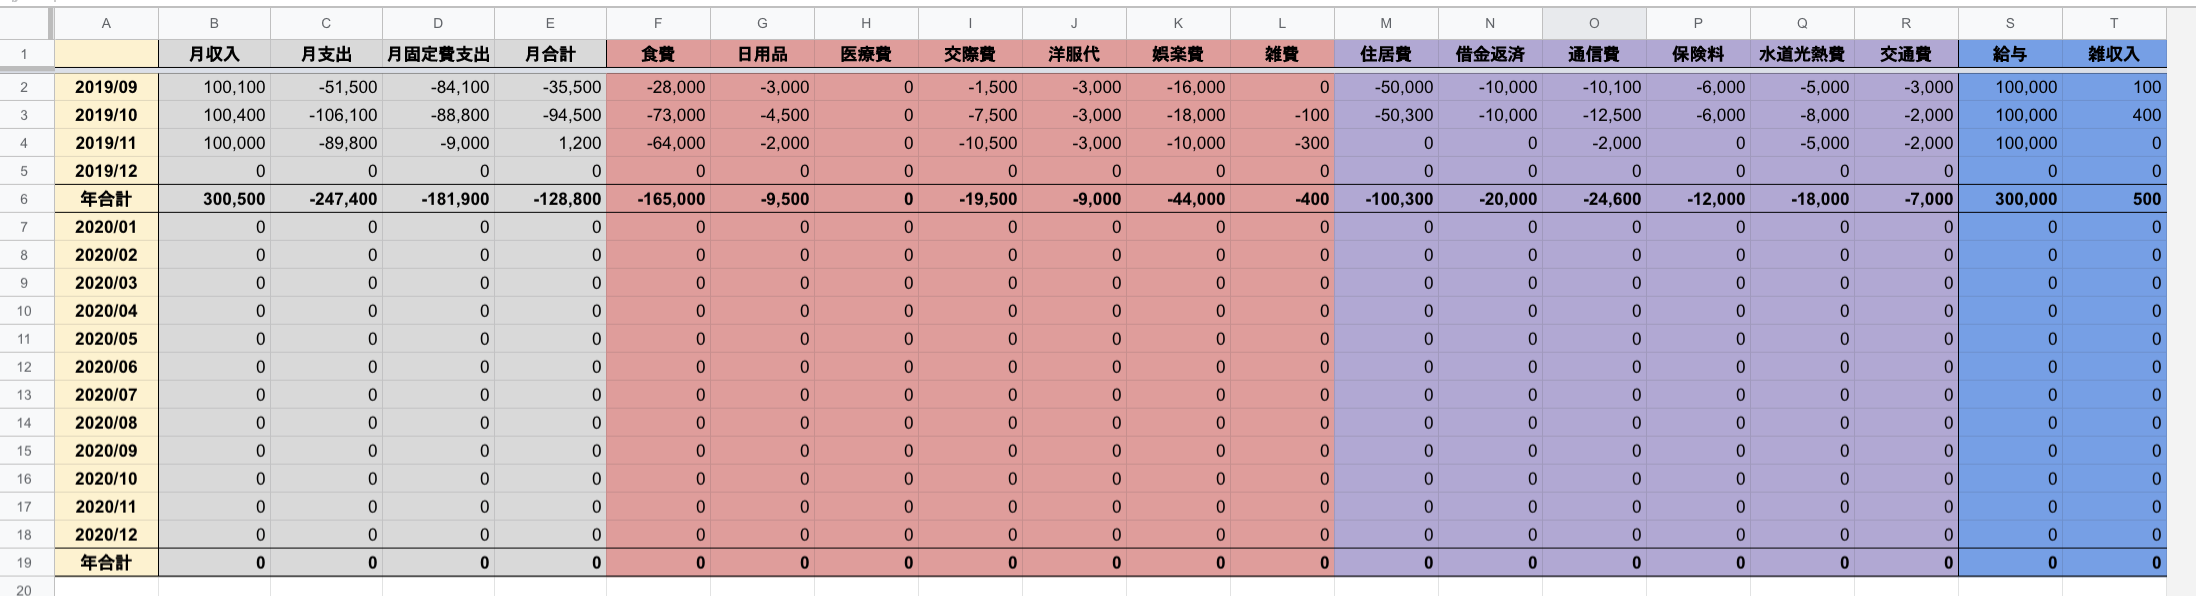 A B C D E F G H I J K L M N O P Q R S T
1 月収入 月支出 月固定費支出 月合計 食費 日用品 医療費 交際費 洋服代 娯楽費 雑費 住居費 借金返済 通信費 保険料 水道光熱費 交通費 給与 雑収入
2 2019/09 100,100 -51,500 -84,100 -35,500 -28,000 -3,000 0 -1,500 -3,000 -16,000 0 -50,000 -10,000 -10,100 -6,000 -5,000 -3,000 100,000 100
3 2019/10 100,400 -106,100 -88,800 -94,500 -73,000 -4,500 0 -7,500 -3,000 -18,000 -100 -50,300 -10,000 -12,500 -6,000 -8,000 -2,000 100,000 400
4 2019/11 100,000 -89,800 -9,000 1,200 -64,000 -2,000 0 -10,500 -3,000 -10,000 -300 0 0 -2,000 0 -5,000 -2,000 100,000 0
5 2019/12 0 0 0 0 0 0 0 0 0 0 0 0 0 0 0 0 0 0 0
6 年合計 300,500 -247,400 -181,900 -128,800 -165,000 -9,500 0 -19,500 -9,000 -44,000 -400 -100,300 -20,000 -24,600 -12,000 -18,000 -7,000 300,000 500
7 2020/01 0 0 0 0 0 0 0 0 0 0 0 0 0 0 0 0 0 0 0
8 2020/02 0 0 0 0 0 0 0 0 0 0 0 0 0 0 0 0 0 0 0
9 2020/03 0 0 0 0 0 0 0 0 0 0 0 0 0 0 0 0 0 0 0
10 2020/04 0 0 0 0 0 0 0 0 0 0 0 0 0 0 0 0 0 0 0
11 2020/05 0 0 0 0 0 0 0 0 0 0 0 0 0 0 0 0 0 0 0
12 2020/06 0 0 0 0 0 0 0 0 0 0 0 0 0 0 0 0 0 0 0
13 2020/07 0 0 0 0 0 0 0 0 0 0 0 0 0 0 0 0 0 0 0
14 2020/08 0 0 0 0 0 0 0 0 0 0 0 0 0 0 0 0 0 0 0
15 2020/09 0 0 0 0 0 0 0 0 0 0 0 0 0 0 0 0 0 0 0
16 2020/10 0 0 0 0 0 0 0 0 0 0 0 0 0 0 0 0 0 0 0
17 2020/11 0 0 0 0 0 0 0 0 0 0 0 0 0 0 0 0 0 0 0
18 2020/12 0 0 0 0 0 0 0 0 0 0 0 0 0 0 0 0 0 0 0
19 年合計 0 0 0 0 0 0 0 0 0 0 0 0 0 0 0 0 0 0 0
20